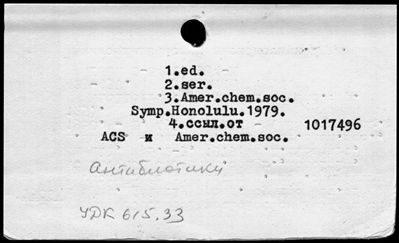 1.ed.
2.ser.
3.Amer.chem.soc.
Symp.Honolulu.1979.
4.ссыл.от 1017496
ACS и Amer.chem.soc.
Антибиотики
УДК 615.33